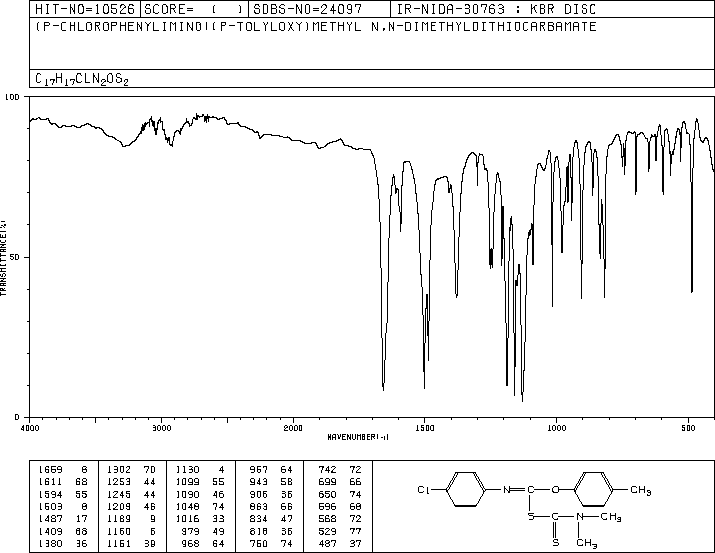 HIT-NO=10526 SCORE= ( ) SDBS-NO=24097 IR-NIDA-30763 : KBR DISC
(P-CHLOROPHENYLIMINO)(P-TOLYLOXY)METHYL N,N-DIMETHYLDITHIOCARBAMATE
C17H17CLN2OS2
100
50
0
TRANSMITTANCE(%)
4000 3000 2000 1500 1000 500
WAVENUMBER(-1)
1659 8 1302 70 1130 4 967 64 742 72
1611 68 1253 44 1099 55 943 58 699 66
1594 55 1245 44 1090 46 906 36 650 74
1503 8 1209 46 1048 74 863 66 596 68
1487 17 1189 9 1016 33 834 47 568 72
1409 68 1160 6 979 49 818 36 529 77
1380 36 1151 39 968 64 750 74 487 37
Cl N C O CH3
S C N CH3
S CH3